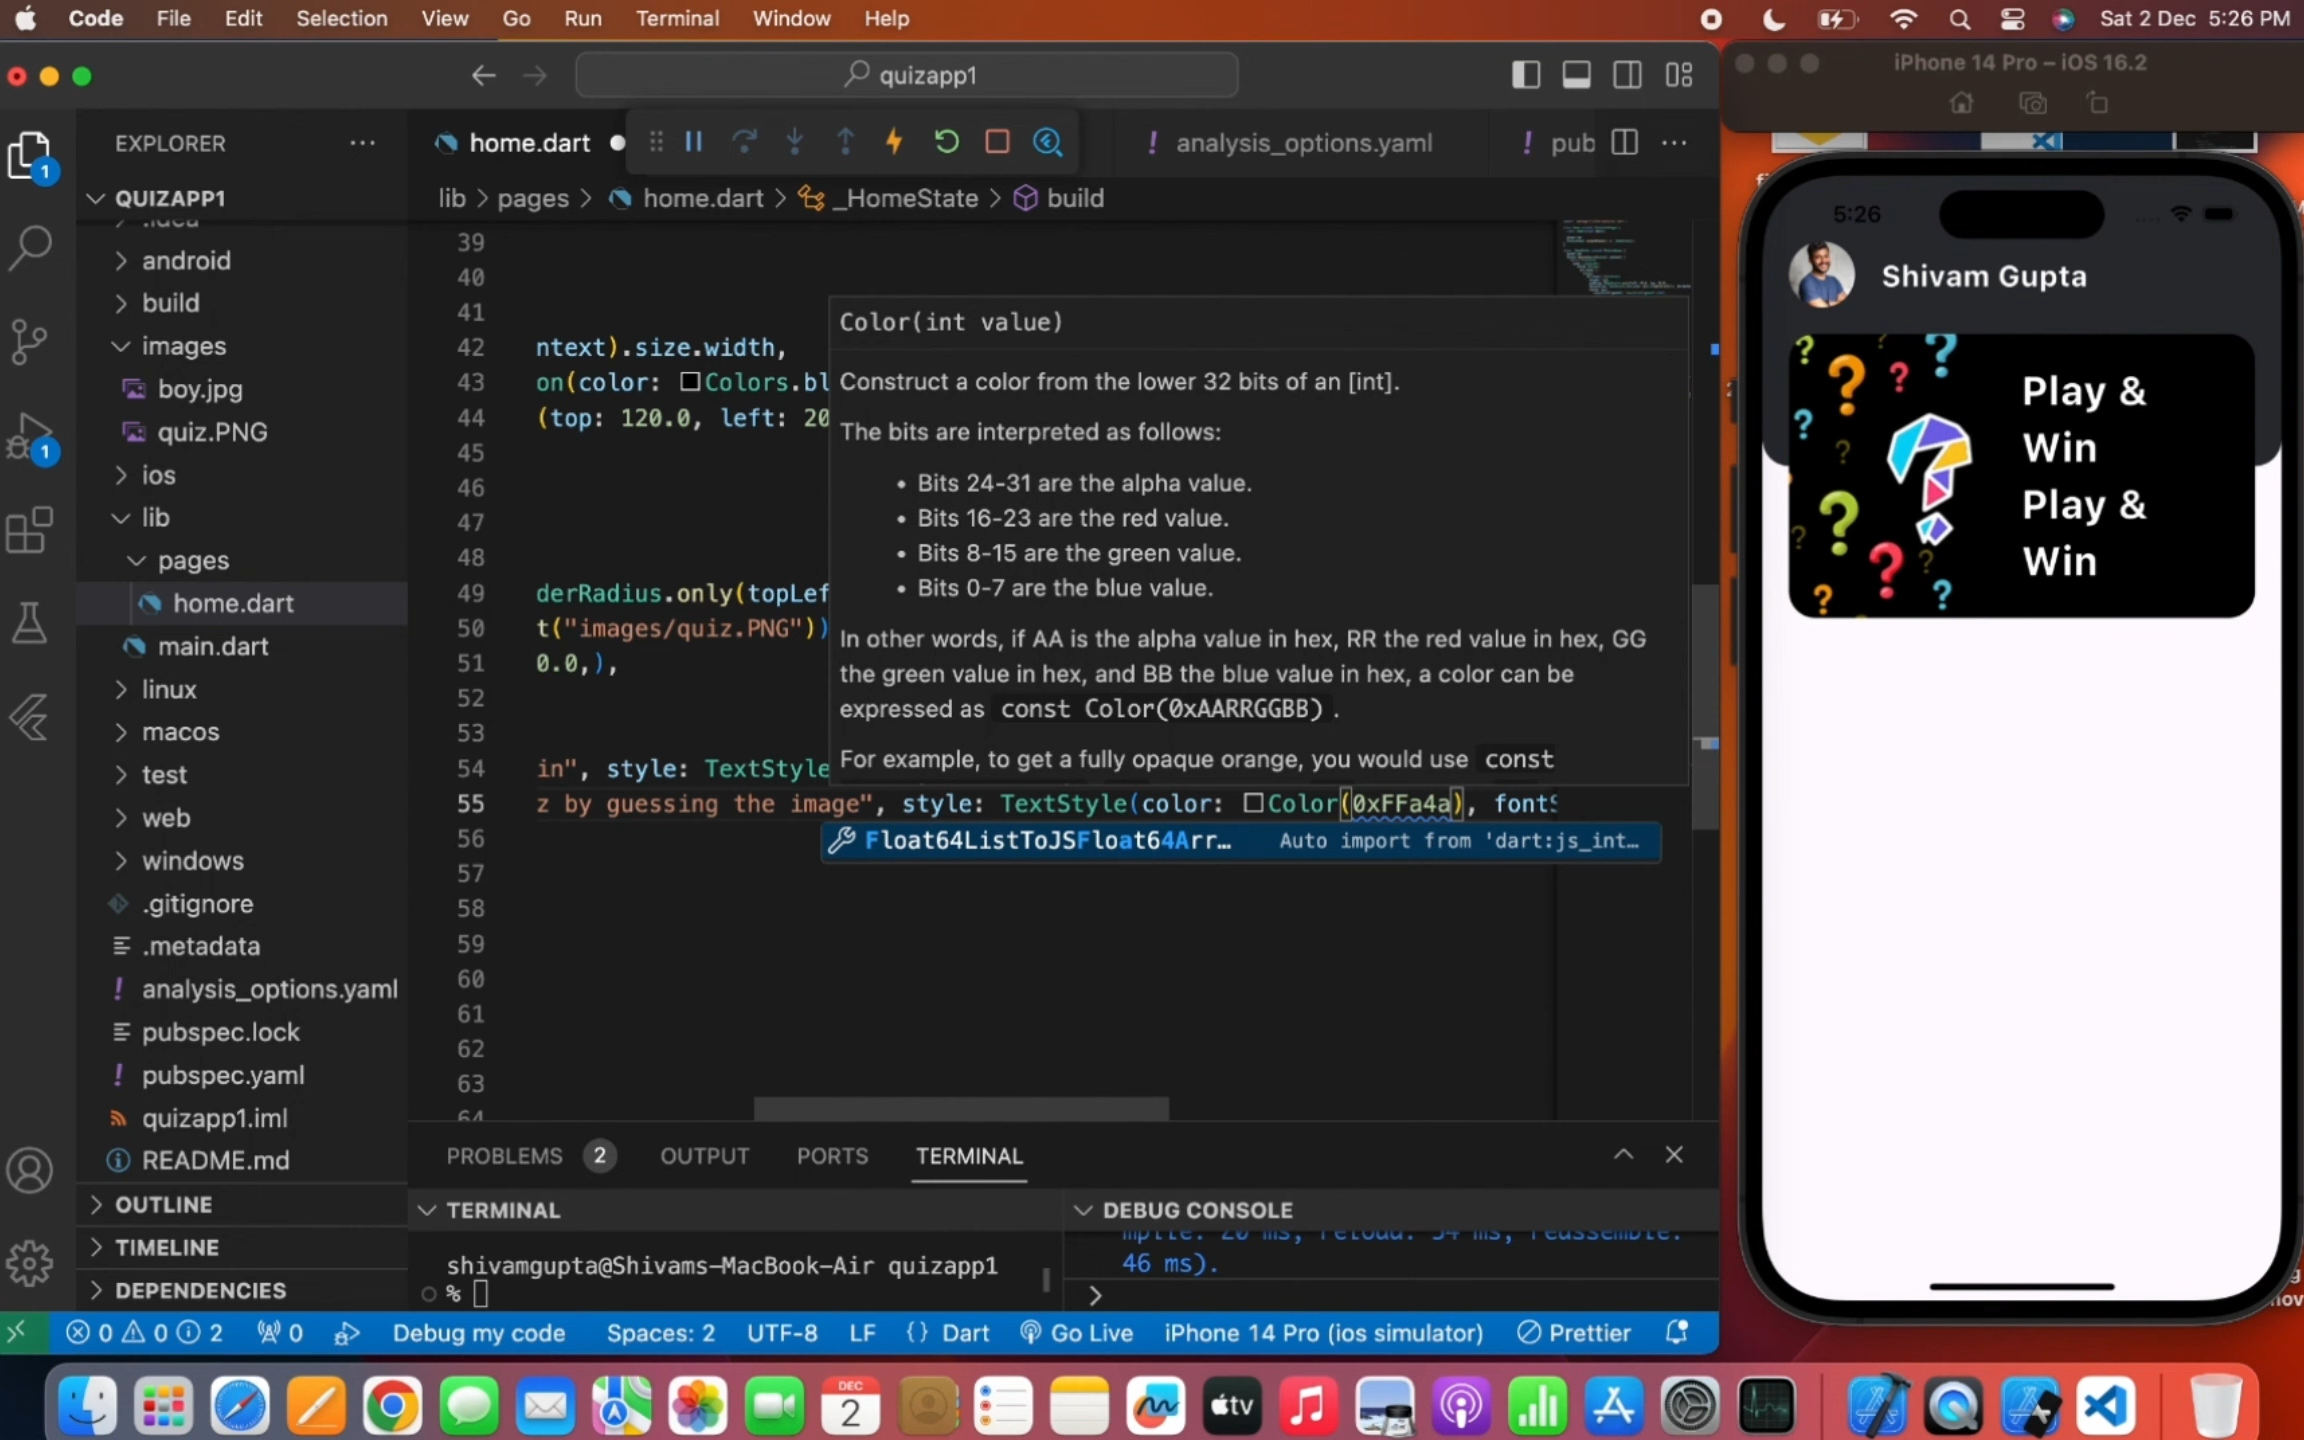 Code File Edit Selection View Go Run Terminal Window Help
Sat 2 Dec 5:26 PM
quizapp1
iPhone 14 Pro – iOS 16.2
EXPLORER
home.dart
analysis_options.yaml
pub
QUIZAPP1
lib > pages > home.dart > _HomeState > build
.idea
android
build
images
boy.jpg
quiz.PNG
ios
lib
pages
home.dart
main.dart
linux
macos
test
web
windows
.gitignore
.metadata
analysis_options.yaml
pubspec.lock
pubspec.yaml
quizapp1.iml
README.md
OUTLINE
TIMELINE
DEPENDENCIES
1
1
39
40
41
42 ntext).size.width,
43 on(color: Colors.bl
44 (top: 120.0, left: 20
45
46
47
48
49 derRadius.only(topLef
50 t("images/quiz.PNG"))
51 0.0,),
52
53
54 in", style: TextStyle
55 z by guessing the image", style: TextStyle(color: Color(0xFFa4a), fontS
56
57
58
59
60
61
62
63
64
Color(int value)
Construct a color from the lower 32 bits of an [int].
The bits are interpreted as follows:
• Bits 24-31 are the alpha value.
• Bits 16-23 are the red value.
• Bits 8-15 are the green value.
• Bits 0-7 are the blue value.
In other words, if AA is the alpha value in hex, RR the red value in hex, GG
the green value in hex, and BB the blue value in hex, a color can be
expressed as const Color(0xAARRGGBB) .
For example, to get a fully opaque orange, you would use const
Float64ListToJSFloat64Arr… Auto import from 'dart:js_int…
PROBLEMS 2 OUTPUT PORTS TERMINAL
TERMINAL
shivamgupta@Shivams-MacBook-Air quizapp1
%
DEBUG CONSOLE
mpile: 20 ms, reload: 54 ms, reassemble:
46 ms).
>
0 0 2 0 Debug my code Spaces: 2 UTF-8 LF {} Dart Go Live iPhone 14 Pro (ios simulator) Prettier
5:26
Shivam Gupta
Play &
Win
Play &
Win
DEC
2
tv